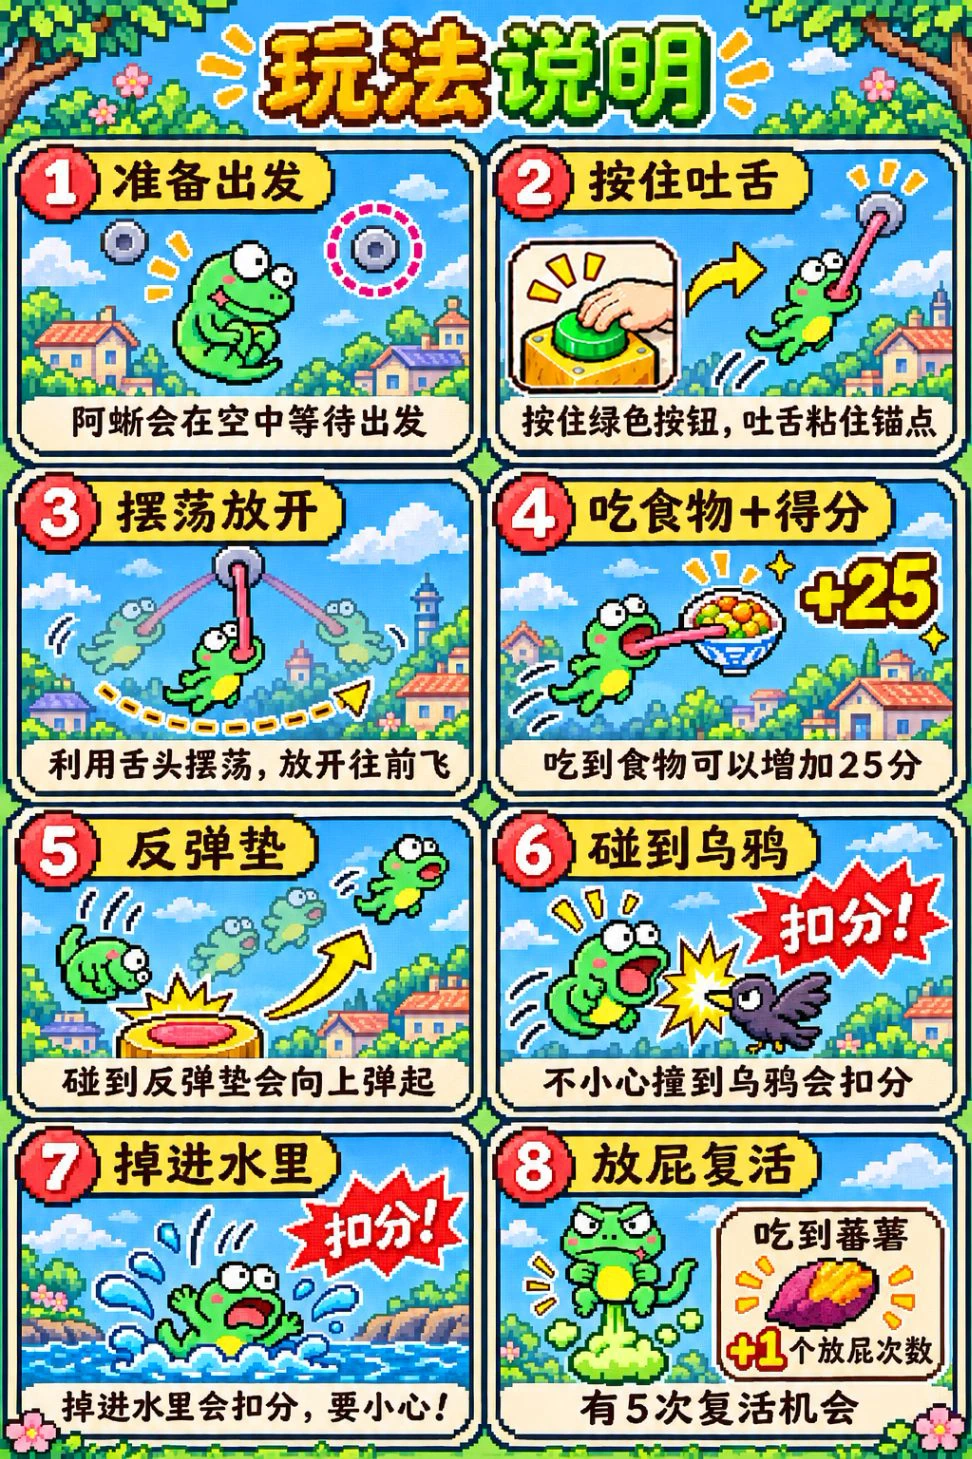 玩法说明
1 准备出发
阿蜥会在空中等待出发
2 按住吐舌
按住绿色按钮，吐舌粘住锚点
3 摆荡放开
利用舌头摆荡，放开往前飞
4 吃食物+得分
+25
吃到食物可以增加25分
5 反弹垫
碰到反弹垫会向上弹起
6 碰到乌鸦
扣分！
不小心撞到乌鸦会扣分
7 掉进水里
扣分！
掉进水里会扣分，要小心！
8 放屁复活
吃到蕃薯
+1个放屁次数
有5次复活机会